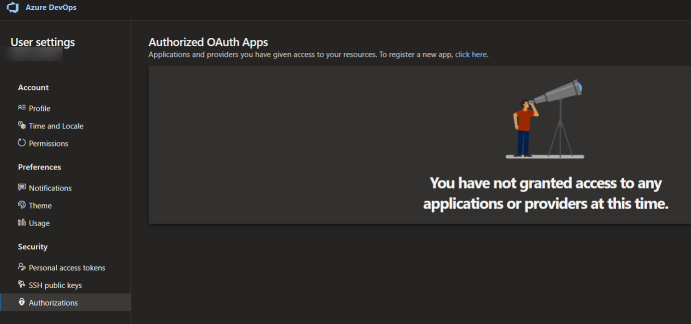 Azure DevOps
User settings
Account
Profile
Time and Locale
Permissions
Preferences
Notifications
Theme
Usage
Security
Personal access tokens
SSH public keys
Authorizations
Authorized OAuth Apps
Applications and providers you have given access to your resources. To register a new app, click here.
You have not granted access to any
applications or providers at this time.